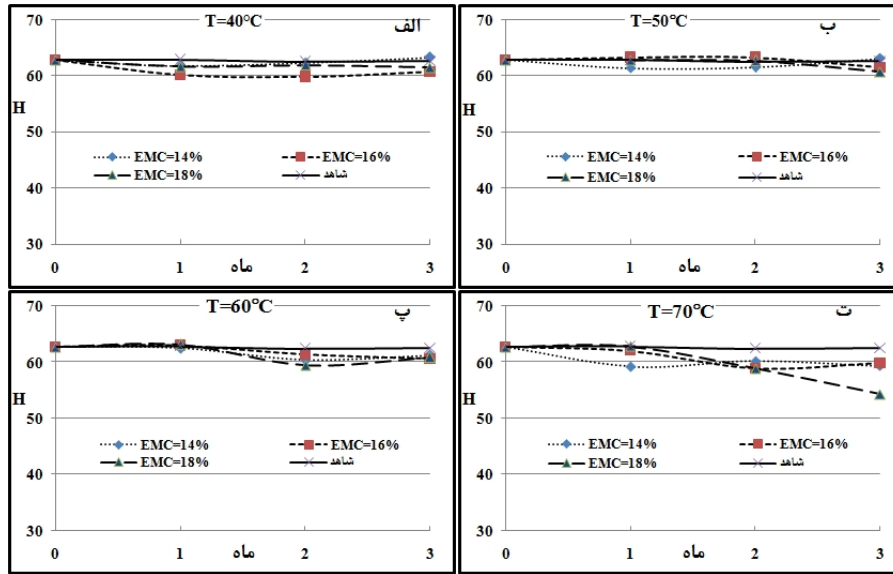 T=40°C
الف
70
60
50
40
30
H
EMC=14%
EMC=16%
EMC=18%
شاهد
0
1
ماه
2
3
T=50°C
ب
70
60
50
40
30
H
EMC=14%
EMC=16%
EMC=18%
شاهد
0
1
ماه
2
3
T=60°C
پ
70
60
50
40
30
H
EMC=14%
EMC=16%
EMC=18%
شاهد
0
1
ماه
2
3
T=70°C
ت
70
60
50
40
30
H
EMC=14%
EMC=16%
EMC=18%
شاهد
0
1
ماه
2
3